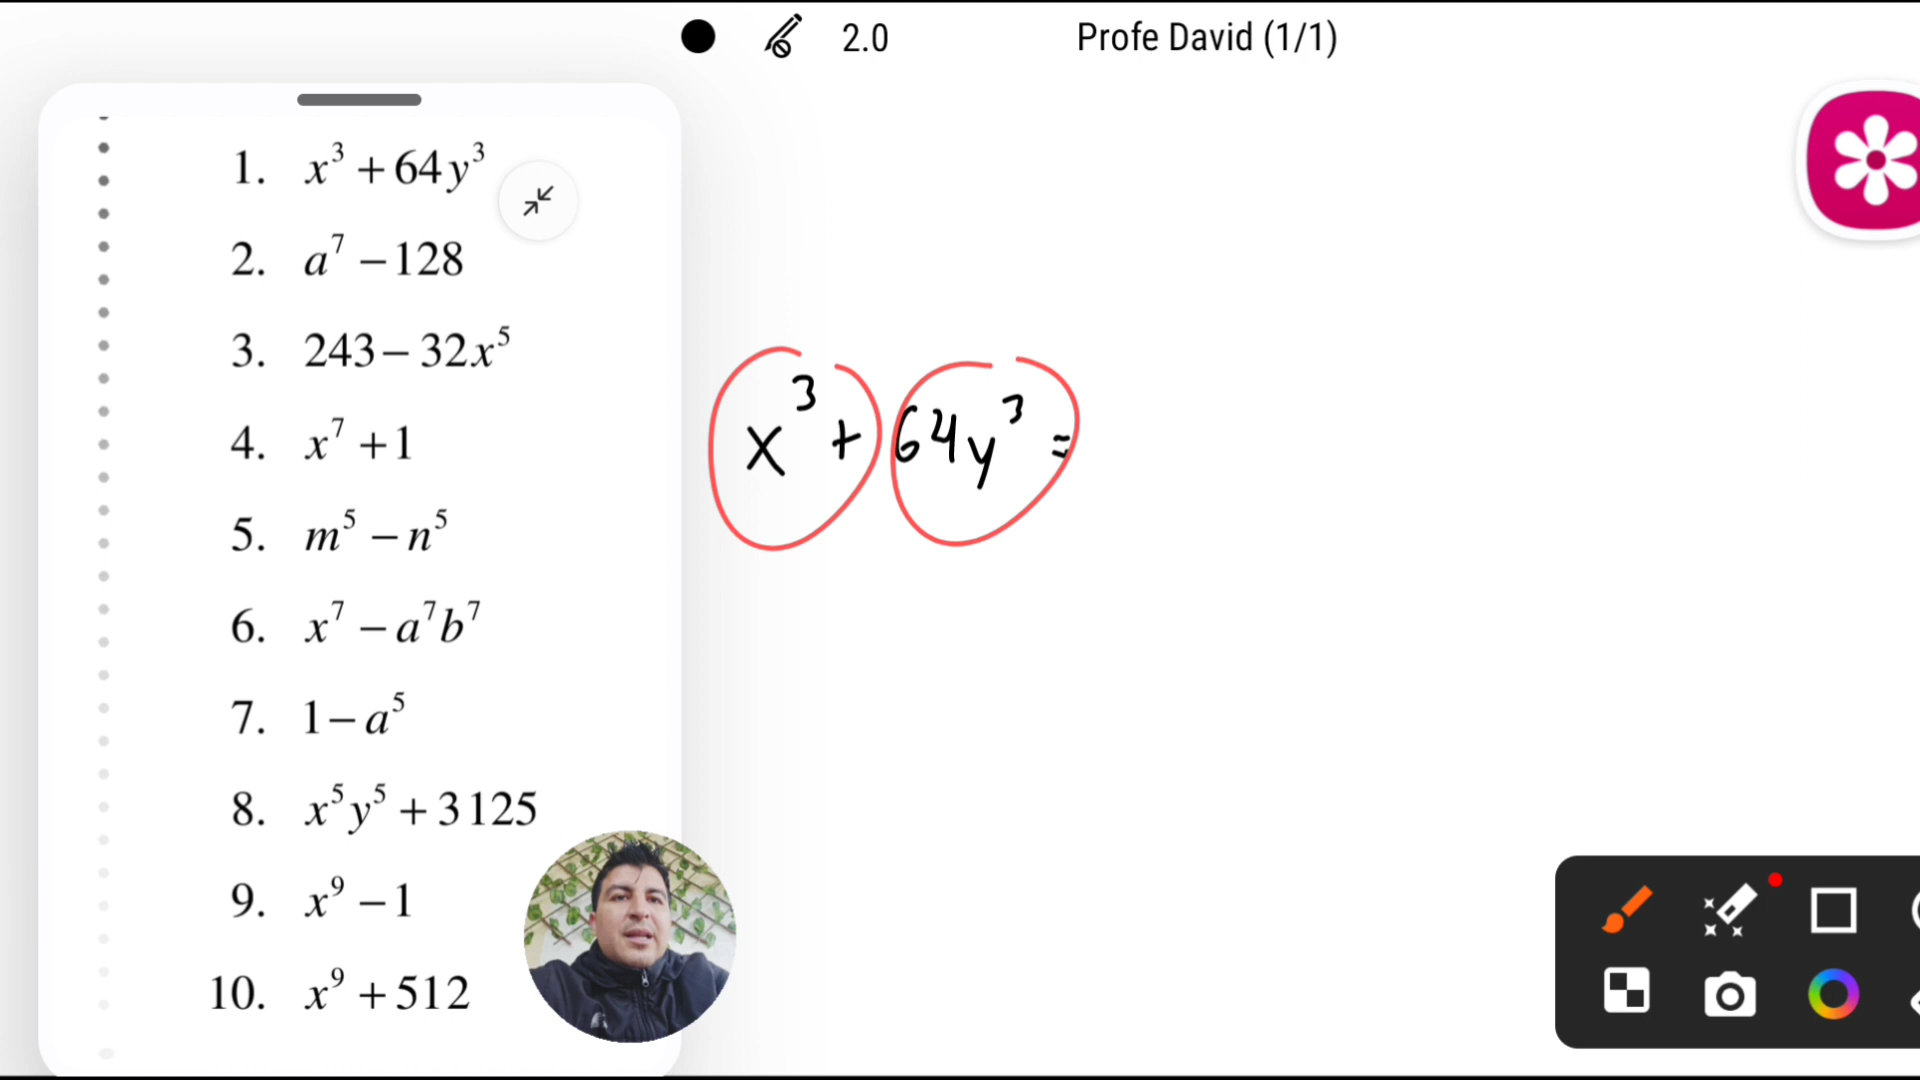 2.0 Profe David (1/1)
1. x³ + 64y³
2. a⁷ − 128
3. 243 − 32x⁵
4. x⁷ + 1
5. m⁵ − n⁵
6. x⁷ − a⁷b⁷
7. 1 − a⁵
8. x⁵y⁵ + 3125
9. x⁹ − 1
10. x⁹ + 512
x³ + 64y³ =